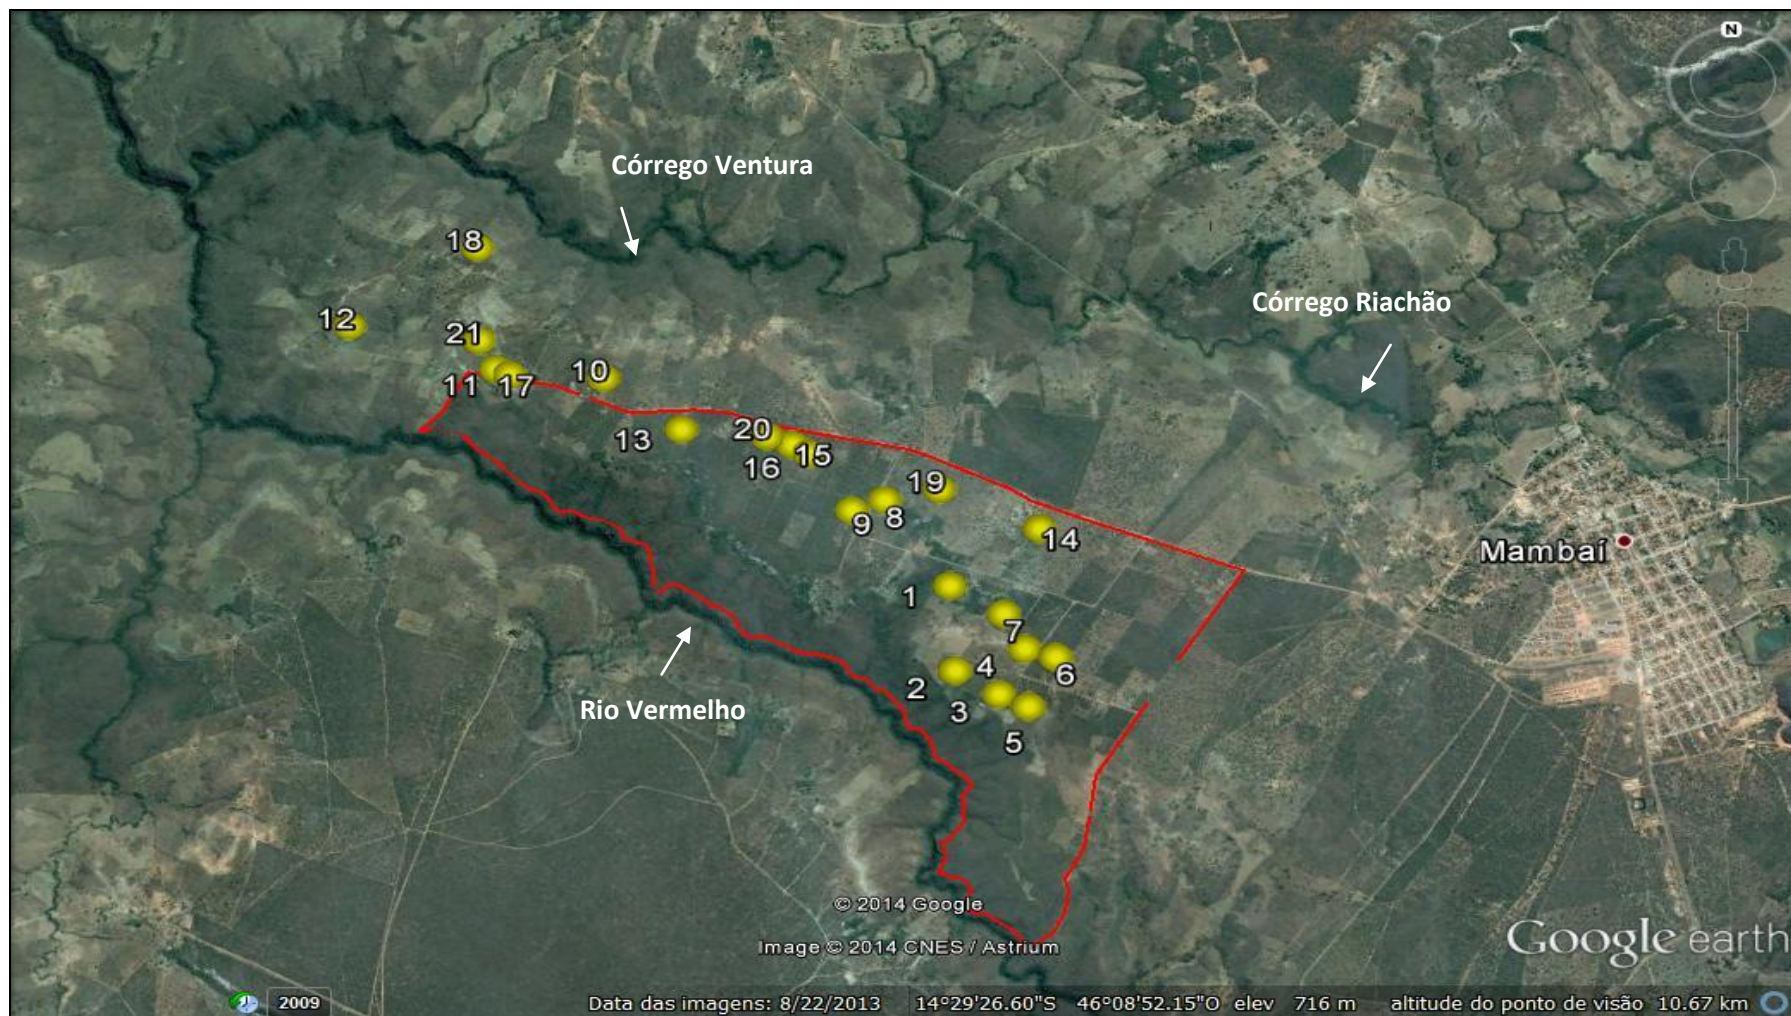 N
Córrego Ventura
18
Córrego Riachão
12
21
10
11
17
20
13
15
16
19
9
8
14
Mambaí
1
7
4
6
2
3
Rio Vermelho
5
© 2014 Google
Image © 2014 CNES / Astrium
Google earth
2009
Data das imagens: 8/22/2013 14°29'26.60"S 46°08'52.15"O elev 716 m altitude do ponto de visão 10.67 km